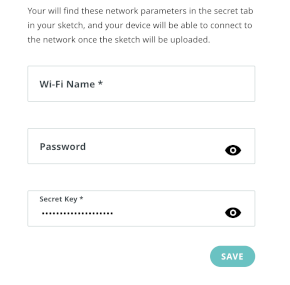 Your will find these network parameters in the secret tab
in your sketch, and your device will be able to connect to
the network once the sketch will be uploaded.
Wi-Fi Name *
Password
Secret Key *
••••••••••••••••••••
SAVE